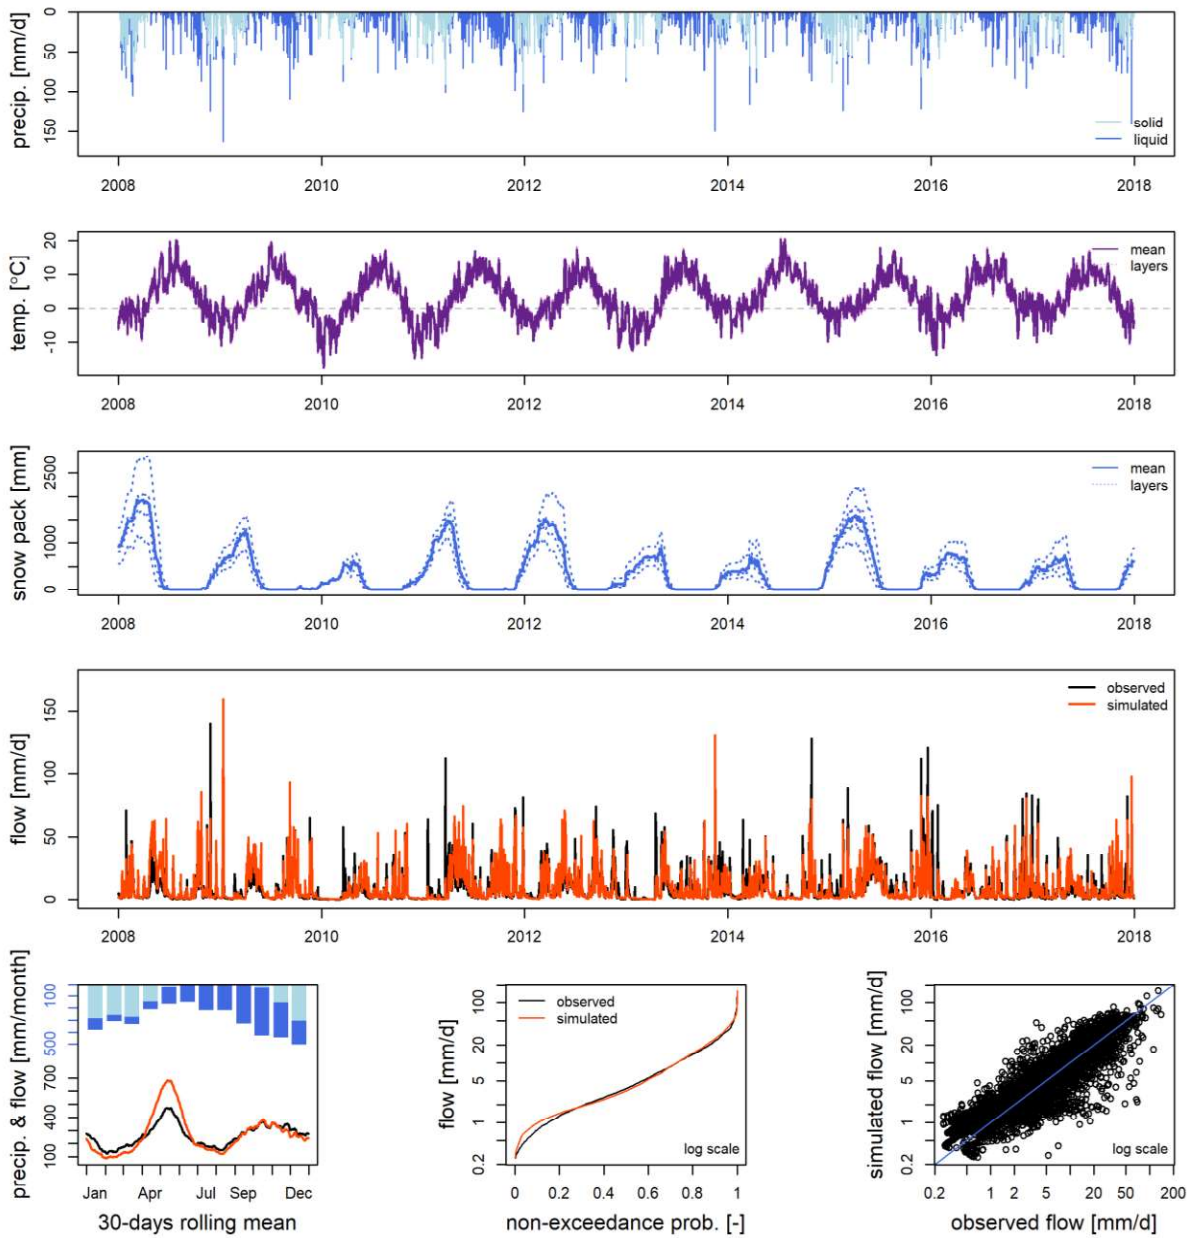 precip. [mm/d]
0
50
100
150
solid
liquid
2008 2010 2012 2014 2016 2018
temp. [°C]
20
10
0
-10
mean
layers
2008 2010 2012 2014 2016 2018
snow pack [mm]
2500
1000
0
mean
layers
2008 2010 2012 2014 2016 2018
flow [mm/d]
150
100
50
0
observed
simulated
2008 2010 2012 2014 2016 2018
precip. & flow [mm/month]
100
500
700
400
100
Jan Apr Jul Sep Dec
30-days rolling mean
flow [mm/d]
100
20
5
1
0.2
observed
simulated
log scale
0 0.2 0.4 0.6 0.8 1
non-exceedance prob. [-]
simulated flow [mm/d]
100
20
5
1
0.2
log scale
0.2 1 2 5 20 50 200
observed flow [mm/d]